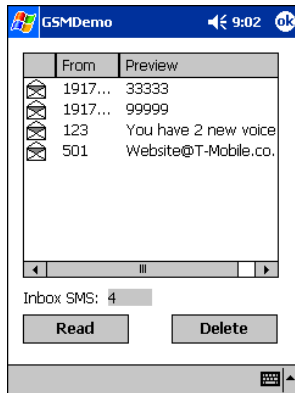 GSMDemo 9:02 ok
From Preview
1917... 33333
1917... 99999
123 You have 2 new voice
501 Website@T-Mobile.co.
Inbox SMS: 4
Read Delete